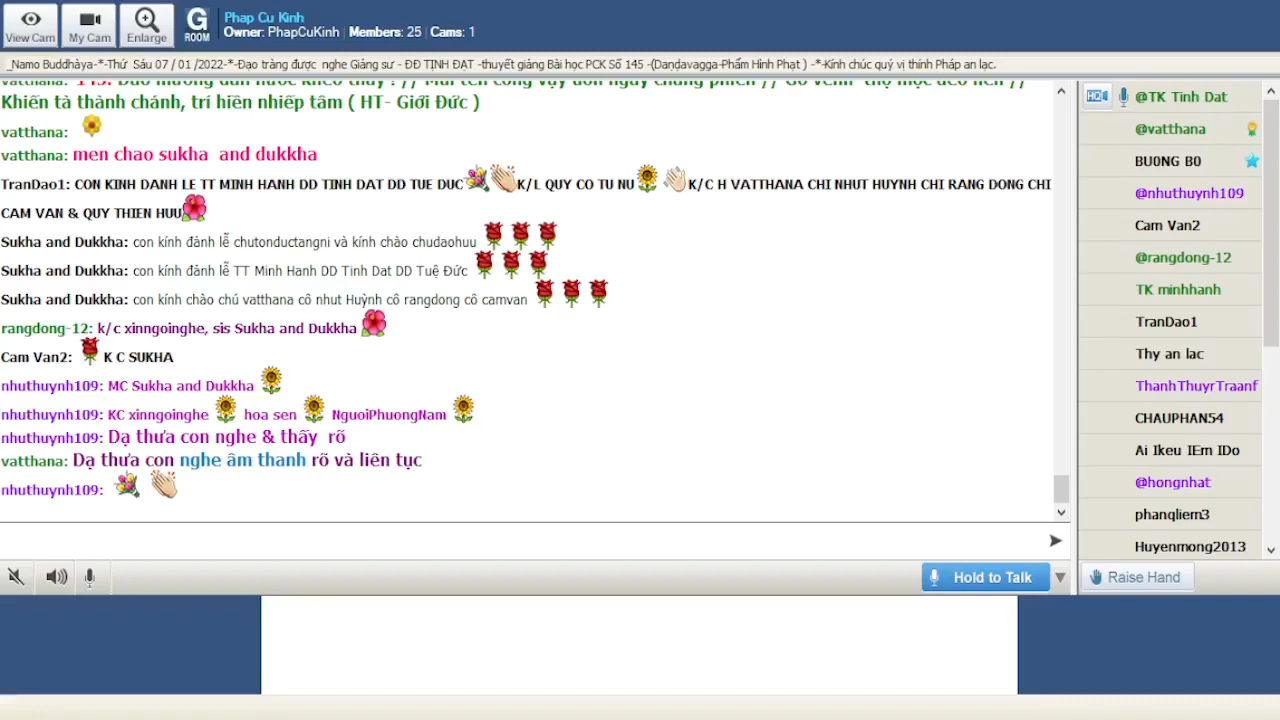 View Cam
My Cam
Enlarge
G
ROOM
Phap Cu Kinh
Owner: PhapCuKinh | Members: 25 | Cams: 1
_Namo Buddhàya-*-Thứ Sáu 07 / 01 /2022-*-Đạo tràng được nghe Giảng sư - ĐĐ TỊNH ĐẠT -thuyết giảng Bài học PCK Số 145 -(Daṇḍavagga-Phẩm Hình Phạt ) -*-Kính chúc quý vị thính Pháp an lạc.
Khiến tà thành chánh, trí hiền nhiếp tâm ( HT- Giới Đức )
vatthana:
vatthana: men chao sukha and dukkha
TranDao1: CON KINH DANH LE TT MINH HANH DD TINH DAT DD TUE DUC K/L QUY CO TU NU K/C H VATTHANA CHI NHUT HUYNH CHI RANG DONG CHI
CAM VAN & QUY THIEN HUU
Sukha and Dukkha: con kính đảnh lễ chutonductangni và kính chào chudaohuu
Sukha and Dukkha: con kính đảnh lễ TT Minh Hanh DD Tinh Dat DD Tuệ Đức
Sukha and Dukkha: con kính chào chú vatthana cô nhut Huỳnh cô rangdong cô camvan
rangdong-12: k/c xinngoinghe, sis Sukha and Dukkha
Cam Van2: K C SUKHA
nhuthuynh109: MC Sukha and Dukkha
nhuthuynh109: KC xinngoinghe hoa sen NguoiPhuongNam
nhuthuynh109: Dạ thưa con nghe & thấy rõ
vatthana: Dạ thưa con nghe âm thanh rõ và liên tục
nhuthuynh109:
Hold to Talk
HQ
@TK Tinh Dat
@vatthana
BU0NG B0
@nhuthuynh109
Cam Van2
@rangdong-12
TK minhhanh
TranDao1
Thy an lac
ThanhThuyrTraanf
CHAUPHAN54
Ai Ikeu IEm IDo
@hongnhat
phanqliem3
Huyenmong2013
Raise Hand